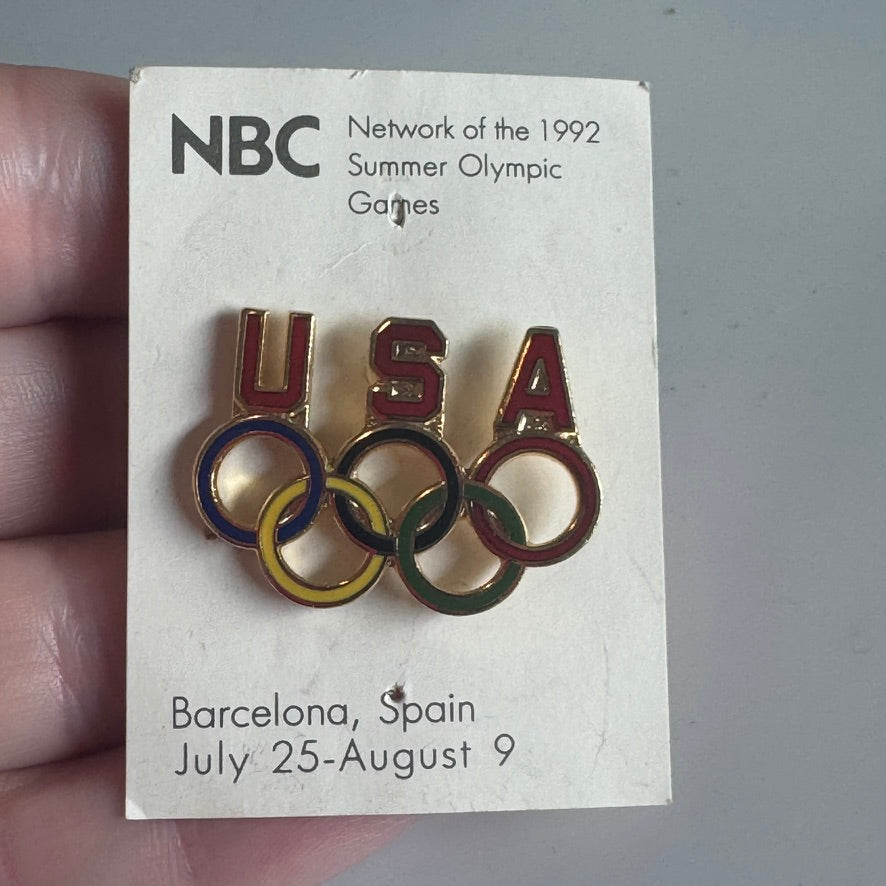 NBC
Network of the 1992
Summer Olympic
Games
USA
Barcelona, Spain
July 25-August 9